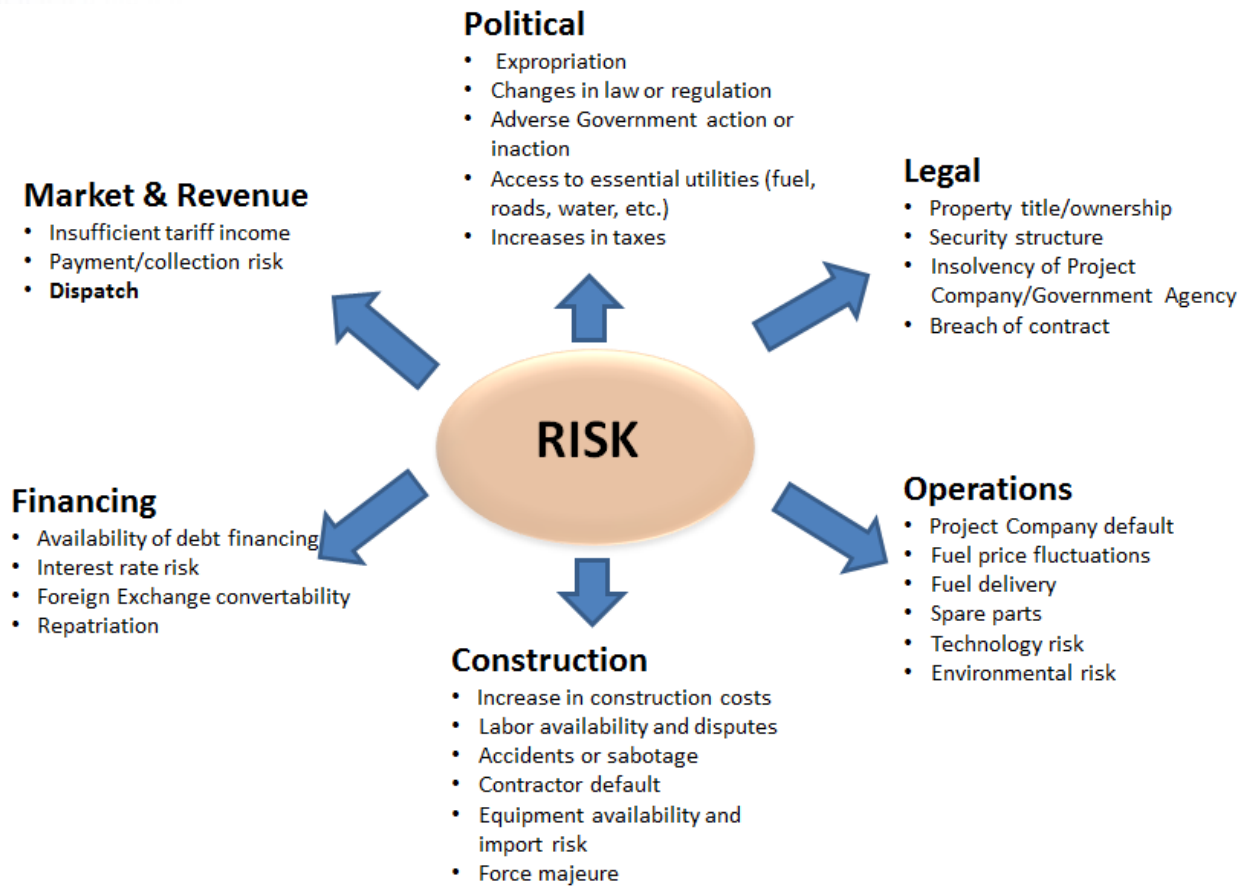 Political
• Expropriation
• Changes in law or regulation
• Adverse Government action or
inaction
• Access to essential utilities (fuel,
roads, water, etc.)
• Increases in taxes
Market & Revenue
• Insufficient tariff income
• Payment/collection risk
• Dispatch
Legal
• Property title/ownership
• Security structure
• Insolvency of Project
Company/Government Agency
• Breach of contract
RISK
Financing
• Availability of debt financing
• Interest rate risk
• Foreign Exchange convertability
• Repatriation
Operations
• Project Company default
• Fuel price fluctuations
• Fuel delivery
• Spare parts
• Technology risk
• Environmental risk
Construction
• Increase in construction costs
• Labor availability and disputes
• Accidents or sabotage
• Contractor default
• Equipment availability and
import risk
• Force majeure